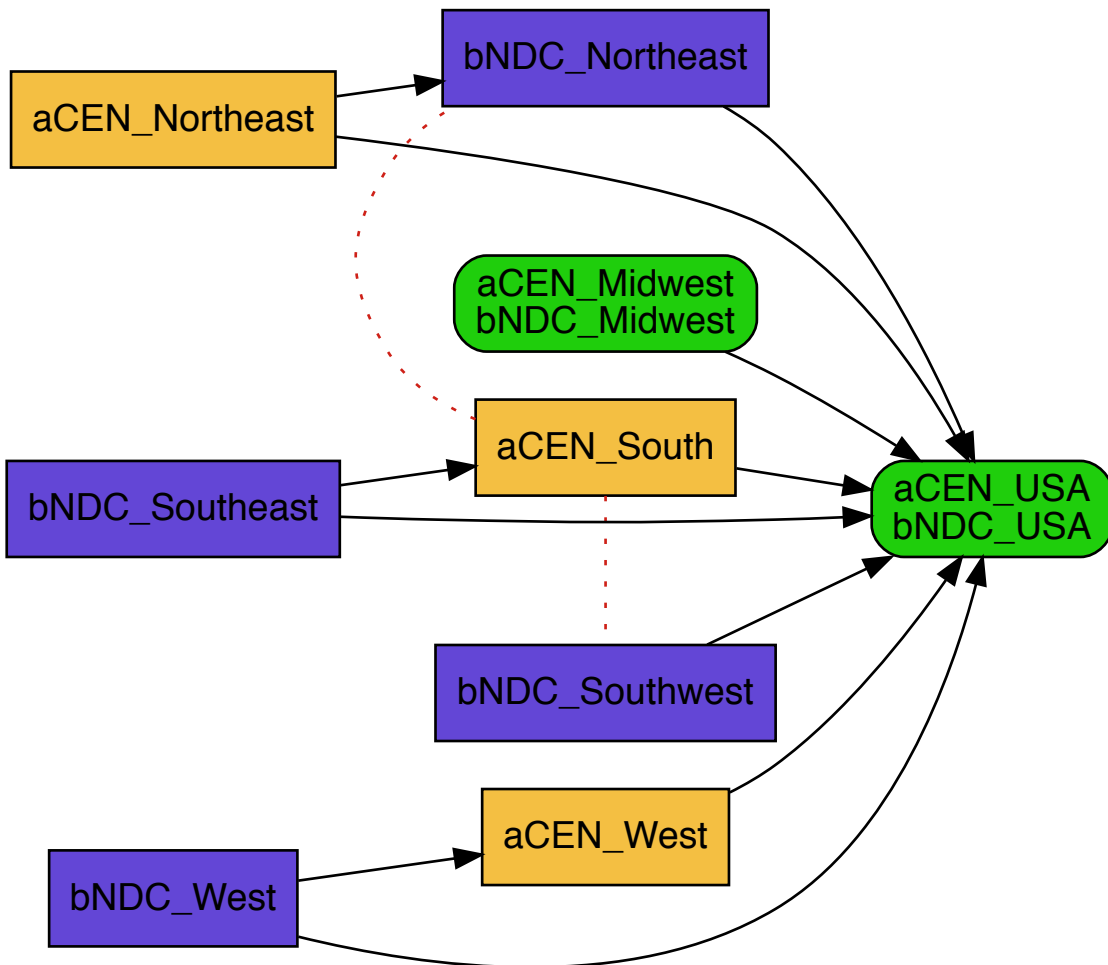 bNDC_Northeast
aCEN_Northeast
aCEN_Midwest
bNDC_Midwest
aCEN_South
bNDC_Southeast
aCEN_USA
bNDC_USA
bNDC_Southwest
aCEN_West
bNDC_West